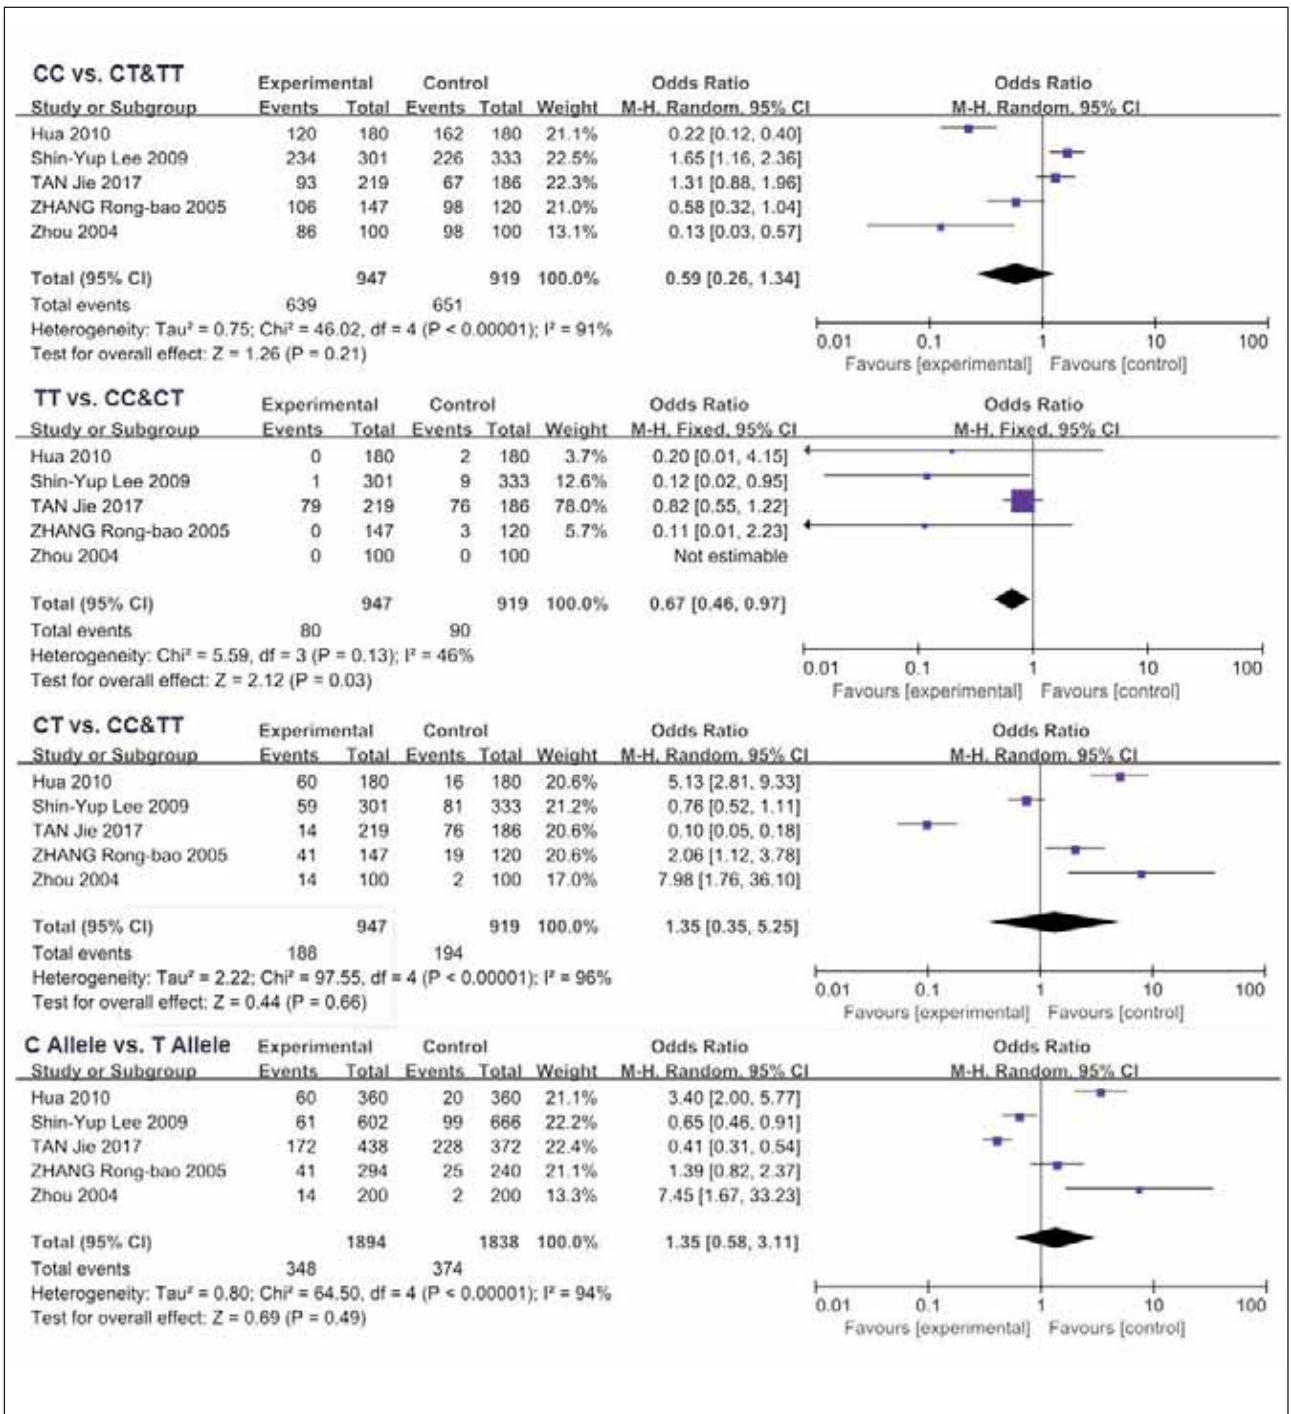 CC vs. CT&TT Experimental Control Odds Ratio Odds Ratio
Study or Subgroup Events Total Events Total Weight M-H, Random, 95% CI M-H, Random, 95% CI
Hua 2010 120 180 162 180 21.1% 0.22 [0.12, 0.40]
Shin-Yup Lee 2009 234 301 226 333 22.5% 1.65 [1.16, 2.36]
TAN Jie 2017 93 219 67 186 22.3% 1.31 [0.88, 1.96]
ZHANG Rong-bao 2005 106 147 98 120 21.0% 0.58 [0.32, 1.04]
Zhou 2004 86 100 98 100 13.1% 0.13 [0.03, 0.57]
Total (95% CI) 947 919 100.0% 0.59 [0.26, 1.34]
Total events 639 651
Heterogeneity: Tau² = 0.75; Chi² = 46.02, df = 4 (P < 0.00001); I² = 91%
Test for overall effect: Z = 1.26 (P = 0.21)
0.01 0.1 1 10 100
Favours [experimental] Favours [control]
TT vs. CC&CT Experimental Control Odds Ratio Odds Ratio
Study or Subgroup Events Total Events Total Weight M-H, Fixed, 95% CI M-H, Fixed, 95% CI
Hua 2010 0 180 2 180 3.7% 0.20 [0.01, 4.15]
Shin-Yup Lee 2009 1 301 9 333 12.6% 0.12 [0.02, 0.95]
TAN Jie 2017 79 219 76 186 78.0% 0.82 [0.55, 1.22]
ZHANG Rong-bao 2005 0 147 3 120 5.7% 0.11 [0.01, 2.23]
Zhou 2004 0 100 0 100 Not estimable
Total (95% CI) 947 919 100.0% 0.67 [0.46, 0.97]
Total events 80 90
Heterogeneity: Chi² = 5.59, df = 3 (P = 0.13); I² = 46%
Test for overall effect: Z = 2.12 (P = 0.03)
0.01 0.1 1 10 100
Favours [experimental] Favours [control]
CT vs. CC&TT Experimental Control Odds Ratio Odds Ratio
Study or Subgroup Events Total Events Total Weight M-H, Random, 95% CI M-H, Random, 95% CI
Hua 2010 60 180 16 180 20.6% 5.13 [2.81, 9.33]
Shin-Yup Lee 2009 59 301 81 333 21.2% 0.76 [0.52, 1.11]
TAN Jie 2017 14 219 76 186 20.6% 0.10 [0.05, 0.18]
ZHANG Rong-bao 2005 41 147 19 120 20.6% 2.06 [1.12, 3.78]
Zhou 2004 14 100 2 100 17.0% 7.98 [1.76, 36.10]
Total (95% CI) 947 919 100.0% 1.35 [0.35, 5.25]
Total events 188 194
Heterogeneity: Tau² = 2.22; Chi² = 97.55, df = 4 (P < 0.00001); I² = 96%
Test for overall effect: Z = 0.44 (P = 0.66)
0.01 0.1 1 10 100
Favours [experimental] Favours [control]
C Allele vs. T Allele Experimental Control Odds Ratio Odds Ratio
Study or Subgroup Events Total Events Total Weight M-H, Random, 95% CI M-H, Random, 95% CI
Hua 2010 60 360 20 360 21.1% 3.40 [2.00, 5.77]
Shin-Yup Lee 2009 61 602 99 666 22.2% 0.65 [0.46, 0.91]
TAN Jie 2017 172 438 228 372 22.4% 0.41 [0.31, 0.54]
ZHANG Rong-bao 2005 41 294 25 240 21.1% 1.39 [0.82, 2.37]
Zhou 2004 14 200 2 200 13.3% 7.45 [1.67, 33.23]
Total (95% CI) 1894 1838 100.0% 1.35 [0.58, 3.11]
Total events 348 374
Heterogeneity: Tau² = 0.80; Chi² = 64.50, df = 4 (P < 0.00001); I² = 94%
Test for overall effect: Z = 0.69 (P = 0.49)
0.01 0.1 1 10 100
Favours [experimental] Favours [control]